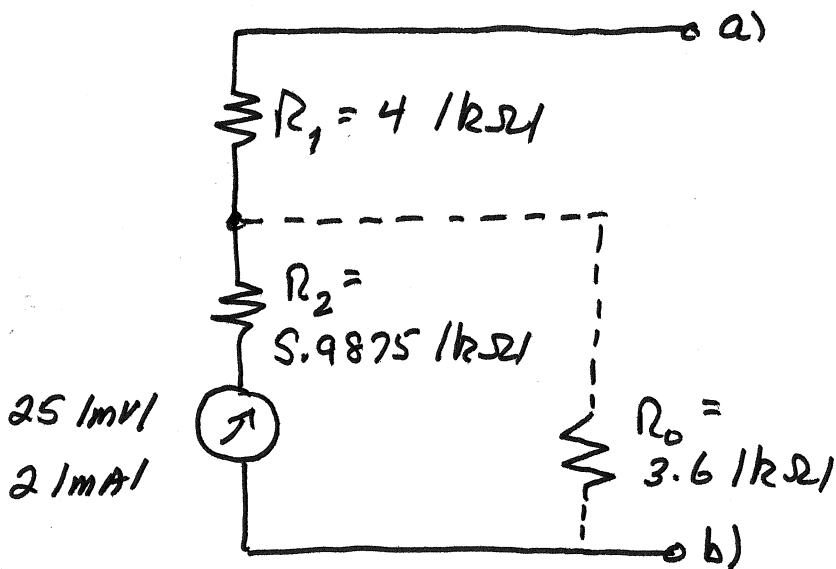 a)
R₁ = 4 /kΩ/
R₂ =
5.9875 /kΩ/
25 /mV/
2 /mA/
R₀ =
3.6 /kΩ/
b)